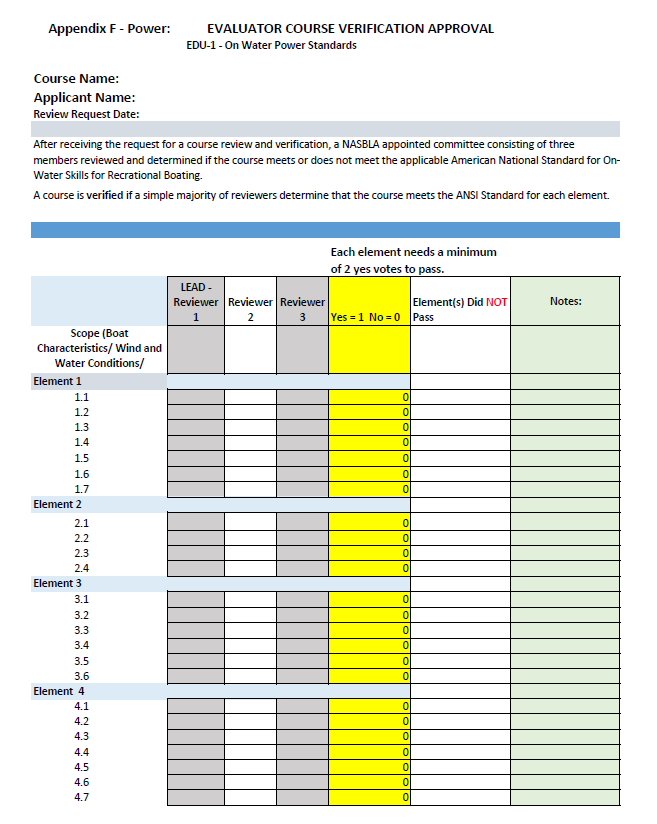 Appendix F - Power: EVALUATOR COURSE VERIFICATION APPROVAL
EDU-1 - On Water Power Standards
Course Name:
Applicant Name:
Review Request Date:
After receiving the request for a course review and verification, a NASBLA appointed committee consisting of three
members reviewed and determined if the course meets or does not meet the applicable American National Standard for On-
Water Skills for Recrational Boating.
A course is verified if a simple majority of reviewers determine that the course meets the ANSI Standard for each element.
Each element needs a minimum
of 2 yes votes to pass.
LEAD -
Reviewer Reviewer Reviewer Element(s) Did NOT Notes:
1 2 3 Yes = 1 No = 0 Pass
Scope (Boat
Characteristics/ Wind and
Water Conditions/
Element 1
1.1 0
1.2 0
1.3 0
1.4 0
1.5 0
1.6 0
1.7 0
Element 2
2.1 0
2.2 0
2.3 0
2.4 0
Element 3
3.1 0
3.2 0
3.3 0
3.4 0
3.5 0
3.6 0
Element 4
4.1 0
4.2 0
4.3 0
4.4 0
4.5 0
4.6 0
4.7 0